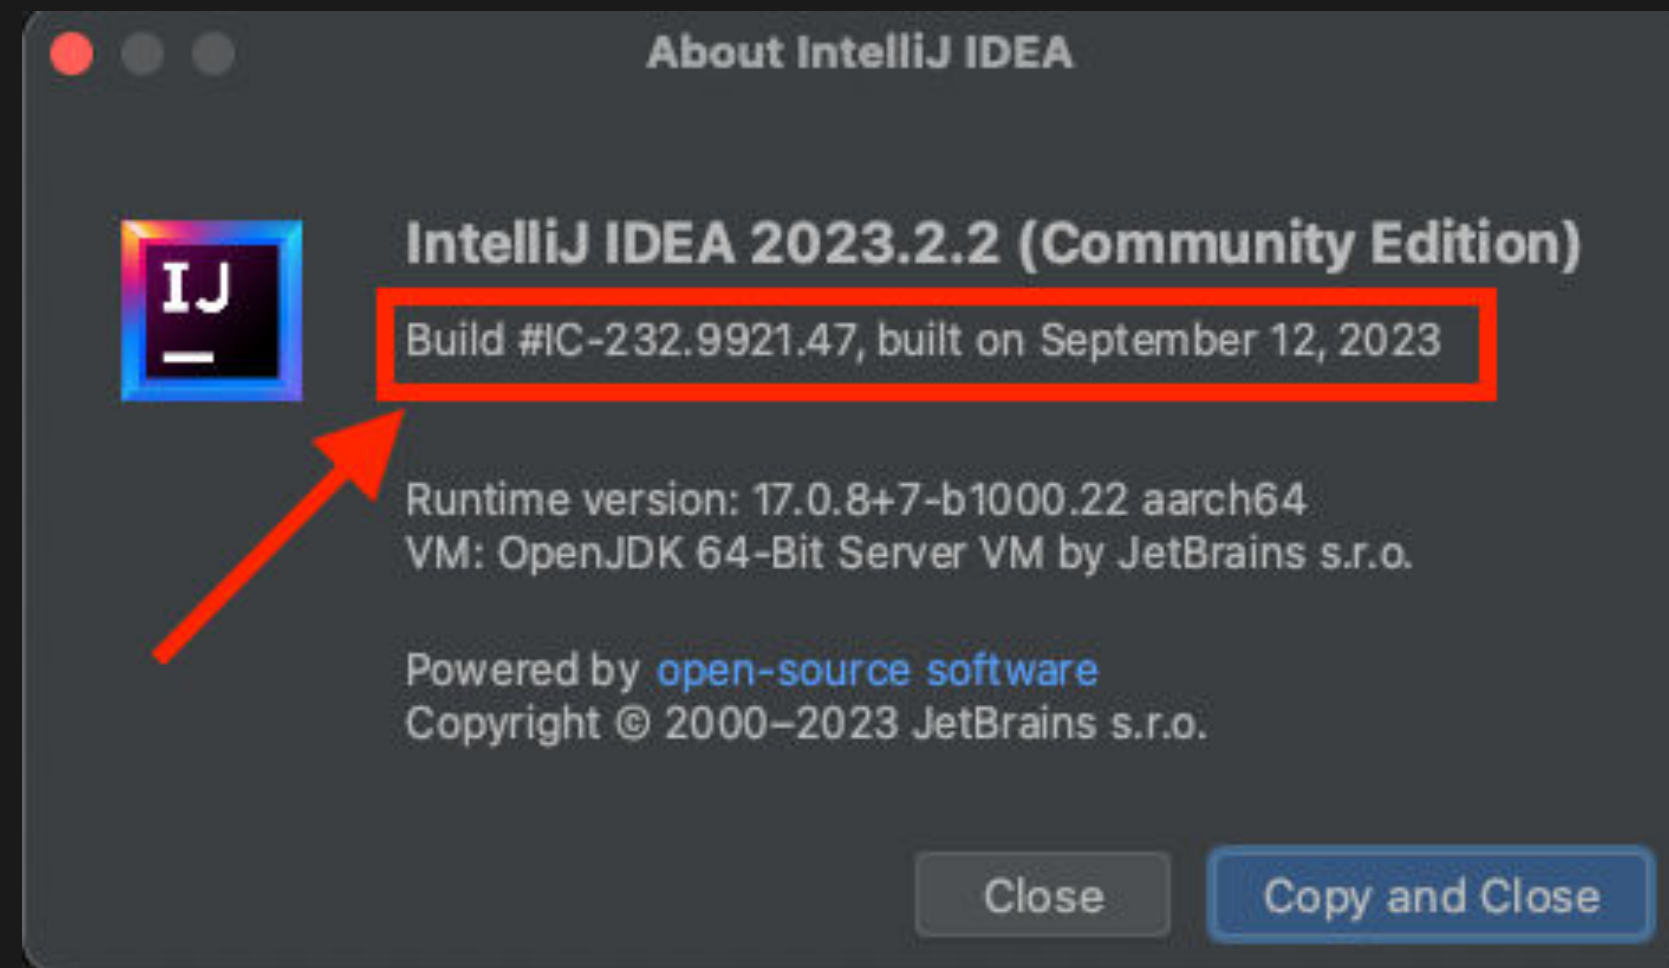 About IntelliJ IDEA
IJ
IntelliJ IDEA 2023.2.2 (Community Edition)
Build #IC-232.9921.47, built on September 12, 2023
Runtime version: 17.0.8+7-b1000.22 aarch64
VM: OpenJDK 64-Bit Server VM by JetBrains s.r.o.
Powered by open-source software
Copyright © 2000–2023 JetBrains s.r.o.
Close
Copy and Close